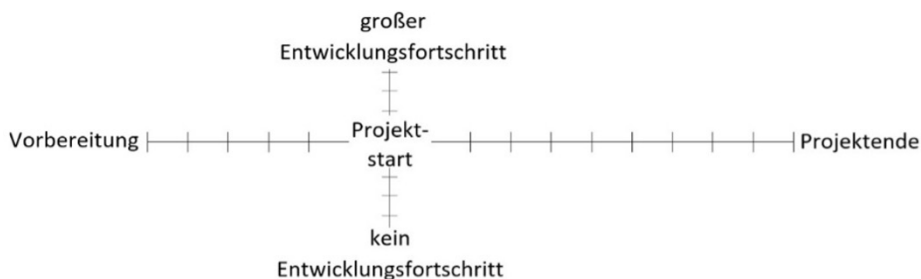 großer
Entwicklungsfortschritt
Vorbereitung
Projekt-
start
Projektende
kein
Entwicklungsfortschritt